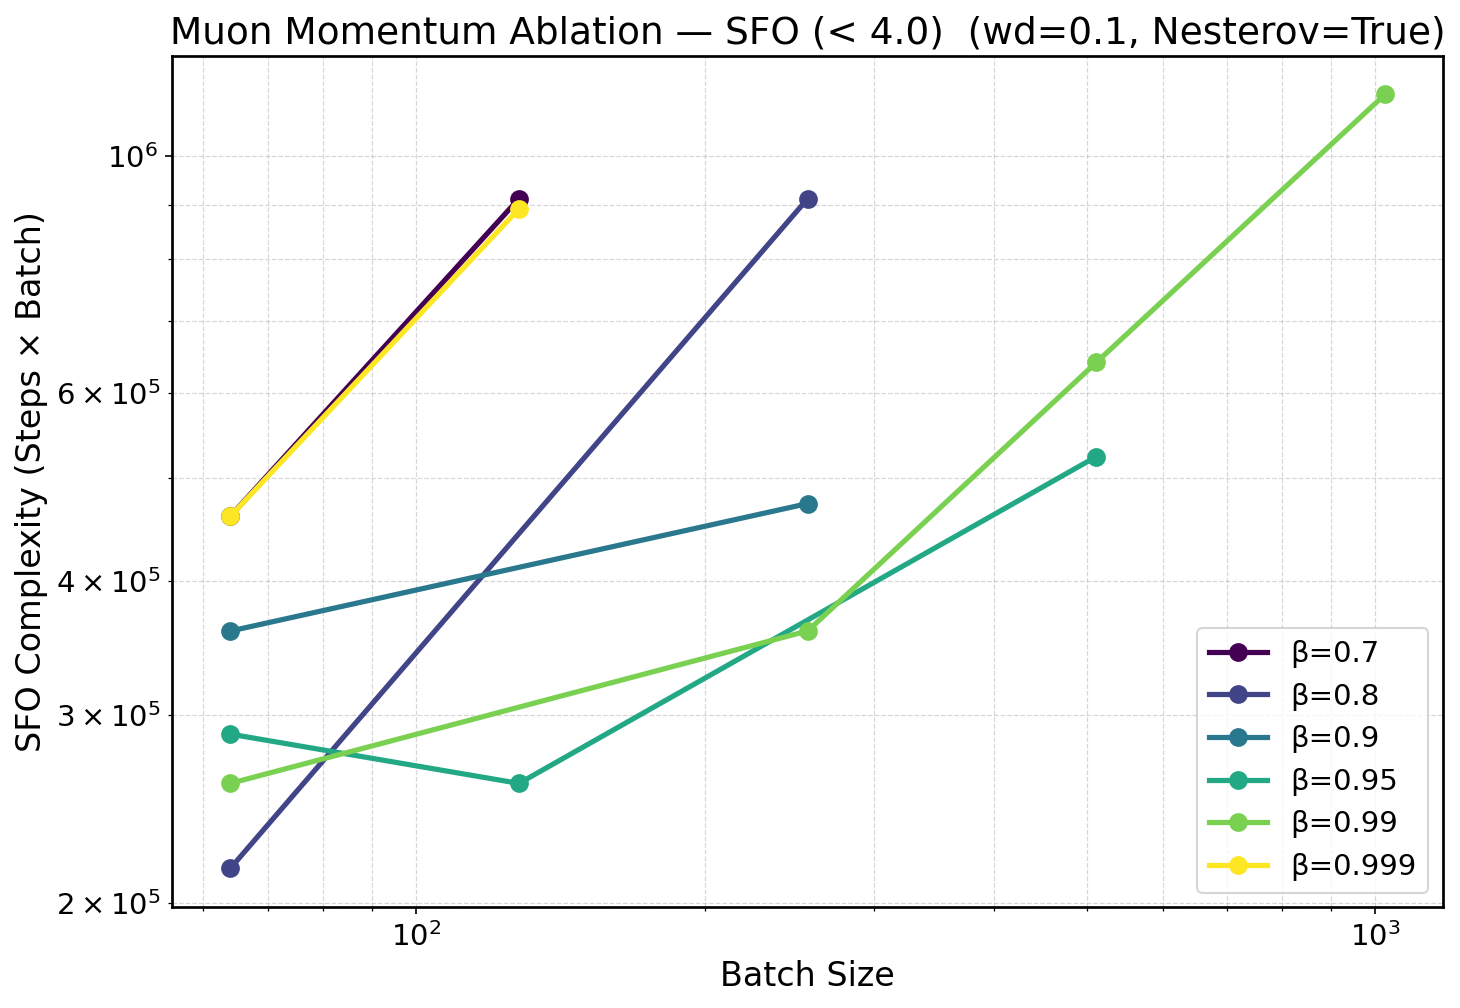 Muon Momentum Ablation — SFO (< 4.0)  (wd=0.1, Nesterov=True)
SFO Complexity (Steps × Batch)
10⁶
6 × 10⁵
4 × 10⁵
3 × 10⁵
2 × 10⁵
β=0.7
β=0.8
β=0.9
β=0.95
β=0.99
β=0.999
10²
10³
Batch Size